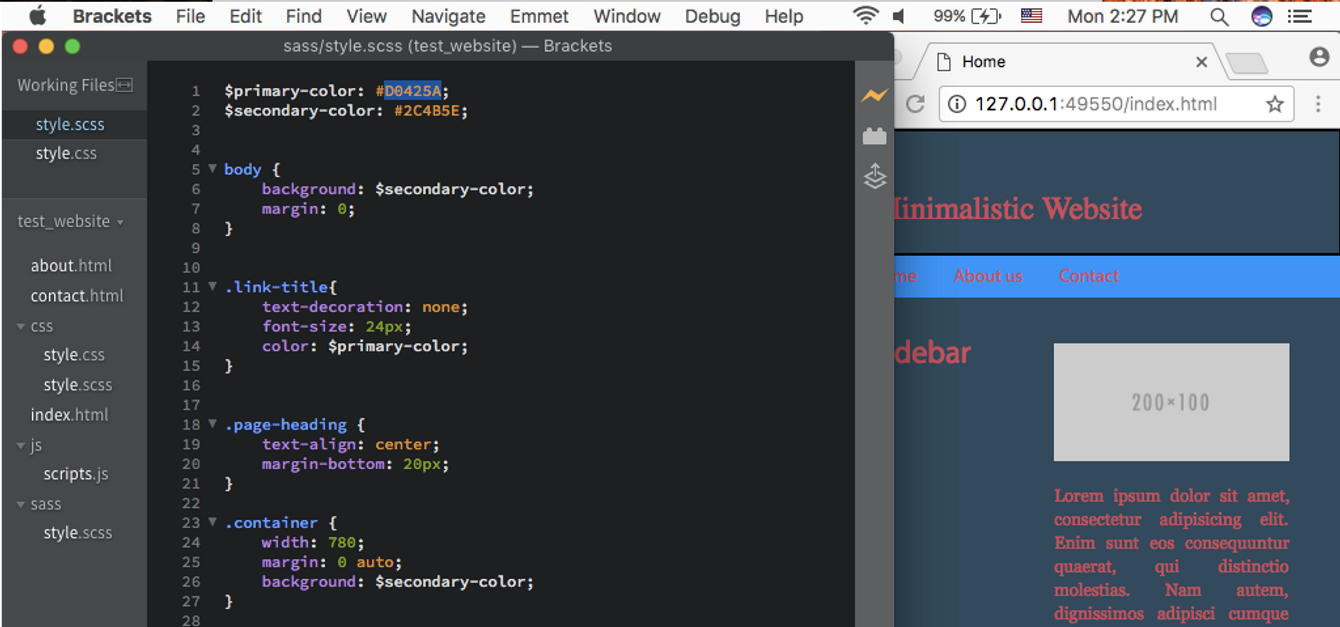 Brackets File Edit Find View Navigate Emmet Window Debug Help 99% Mon 2:27 PM
sass/style.scss (test_website) — Brackets
Working Files
style.scss
style.css
test_website
about.html
contact.html
css
style.css
style.scss
index.html
js
scripts.js
sass
style.scss
1 $primary-color: #D0425A;
2 $secondary-color: #2C4B5E;
3
4
5 body {
6 background: $secondary-color;
7 margin: 0;
8 }
9
10
11 .link-title{
12 text-decoration: none;
13 font-size: 24px;
14 color: $primary-color;
15 }
16
17
18 .page-heading {
19 text-align: center;
20 margin-bottom: 20px;
21 }
22
23 .container {
24 width: 780;
25 margin: 0 auto;
26 background: $secondary-color;
27 }
28
Home
127.0.0.1:49550/index.html
inimalistic Website
me About us Contact
debar
200×100
Lorem ipsum dolor sit amet,
consectetur adipisicing elit.
Enim sunt eos consequuntur
quaerat, qui distinctio
molestias. Nam autem,
dignissimos adipisci cumque